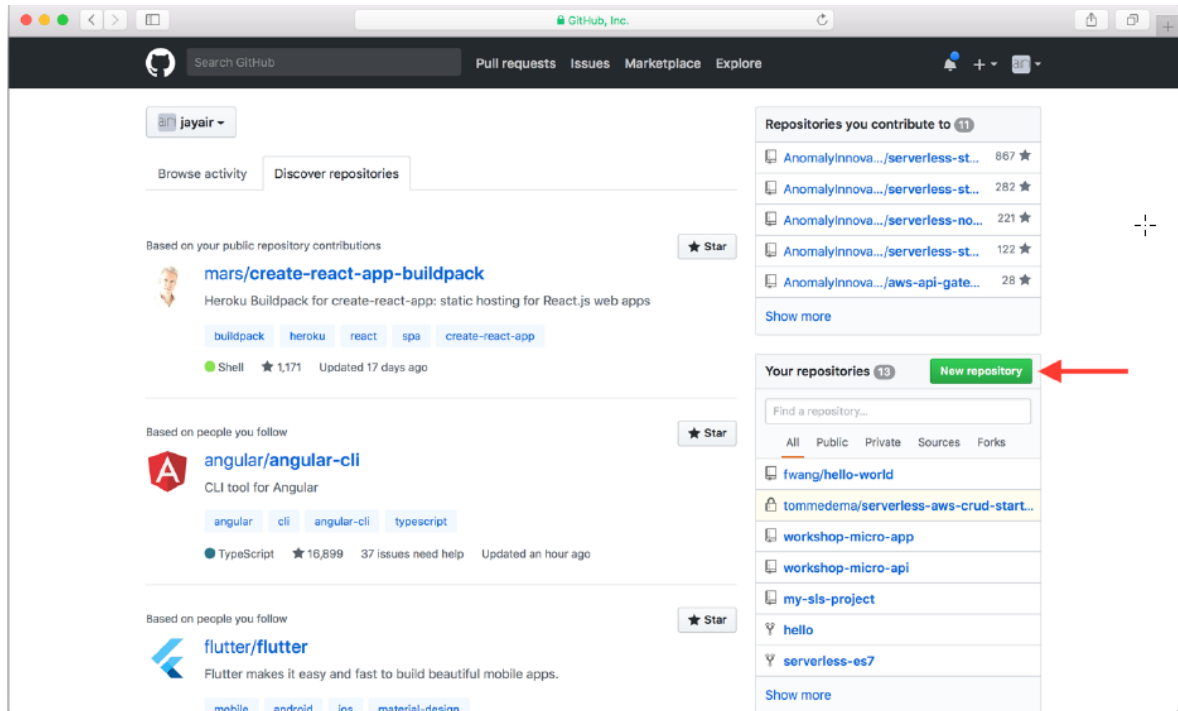 GitHub, Inc.
Search GitHub
Pull requests Issues Marketplace Explore
jayair
Browse activity Discover repositories
Based on your public repository contributions
Star
mars/create-react-app-buildpack
Heroku Buildpack for create-react-app: static hosting for React.js web apps
buildpack heroku react spa create-react-app
Shell 1,171 Updated 17 days ago
Based on people you follow
Star
angular/angular-cli
CLI tool for Angular
angular cli angular-cli typescript
TypeScript 16,899 37 issues need help Updated an hour ago
Based on people you follow
Star
flutter/flutter
Flutter makes it easy and fast to build beautiful mobile apps.
mobile android ios material-design
Repositories you contribute to 11
AnomalyInnova.../serverless-st... 867
AnomalyInnova.../serverless-st... 282
AnomalyInnova.../serverless-no... 221
AnomalyInnova.../serverless-st... 122
AnomalyInnova.../aws-api-gate... 28
Show more
Your repositories 13 New repository
Find a repository...
All Public Private Sources Forks
fwang/hello-world
tommedema/serverless-aws-crud-start...
workshop-micro-app
workshop-micro-api
my-sls-project
hello
serverless-es7
Show more